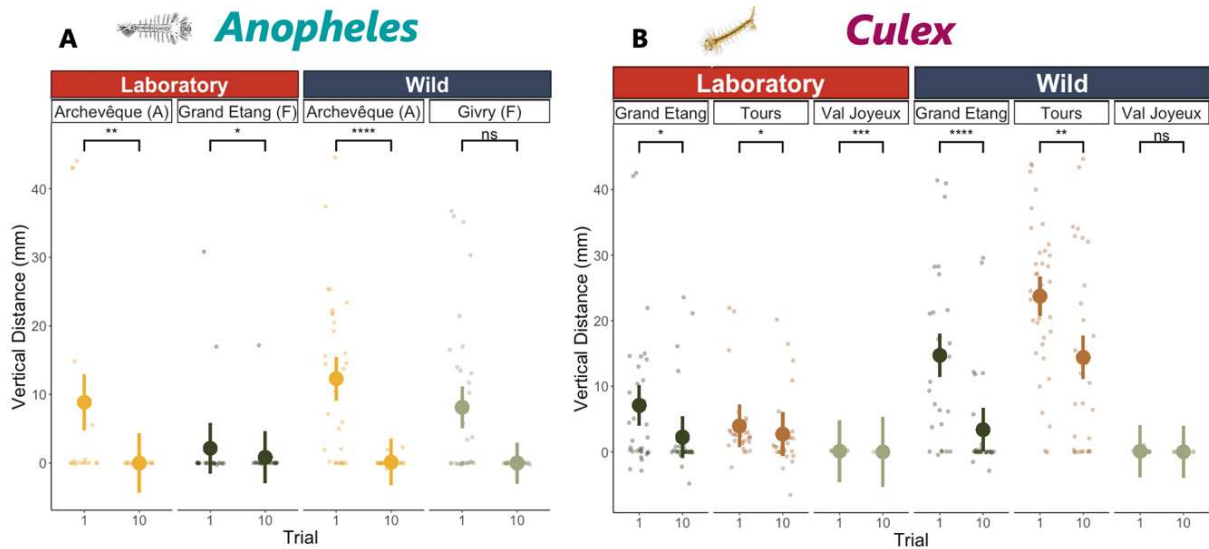 A Anopheles
Laboratory Wild
Archevêque (A) Grand Etang (F) Archevêque (A) Givry (F)
** * **** ns
40
30
20
10
0
Vertical Distance (mm)
1 10 1 10 1 10 1 10
Trial
B Culex
Laboratory Wild
Grand Etang Tours Val Joyeux Grand Etang Tours Val Joyeux
* * *** **** ** ns
40
30
20
10
0
Vertical Distance (mm)
1 10 1 10 1 10 1 10 1 10 1 10
Trial